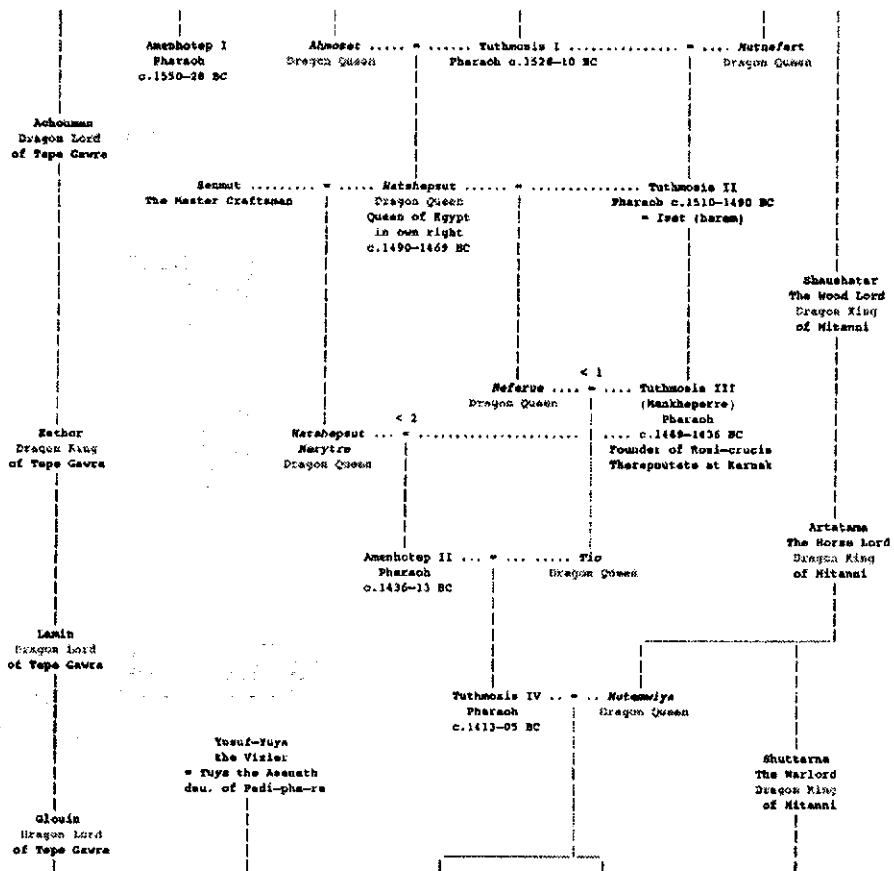 Amenhotep I
Pharaoh
c.1550–28 BC
Ahmoset ..... = ...... Tuthmosis I .................. = .... Mutnefert
Dragon Queen
Pharaoh c.1528–10 BC
Dragon Queen
Achouman
Dragon Lord
of Tepe Gawra
Senmut ........ = ..... Hatshepsut ...... = ............... Tuthmosis II
The Master Craftsman
Dragon Queen
Queen of Egypt
in own right
c.1490–1469 BC
Pharaoh c.1510–1490 BC
= Iset (harem)
Shaushatar
The Wood Lord
Dragon King
of Mitanni
< 1
Neferue .... = .... Tuthmosis III
Dragon Queen
(Menkheperre)
Pharaoh
c.1469–1436 BC
Founder of Rosi-crucis
Therapeutate at Karnak
< 2
Hatshepsut ... = ............................
Merytre
Dragon Queen
Zathor
Dragon King
of Tepe Gawra
Artatama
The Horse Lord
Dragon King
of Mitanni
Amenhotep II ... = ....... Tio
Pharaoh
c.1436–13 BC
Dragon Queen
Lamin
Dragon Lord
of Tepe Gawra
Tuthmosis IV .. = .. Mutemwiya
Pharaoh
c.1413–05 BC
Dragon Queen
Yusuf–Yuya
the Vizier
= Tuya the Asenath
dau. of Padi-pha-ra
Shuttarna
The Warlord
Dragon King
of Mitanni
Glouin
Dragon Lord
of Tepe Gawra